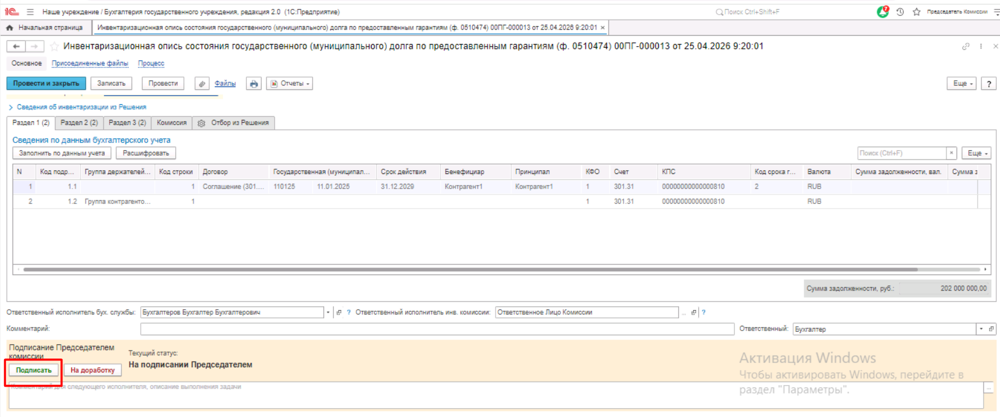 Наше учреждение / Бухгалтерия государственного учреждения, редакция 2.0 (1С:Предприятие)
Поиск Ctrl+Shift+F
7
Председатель Комиссии
Начальная страница
Инвентаризационная опись состояния государственного (муниципального) долга по предоставленным гарантиям (ф. 0510474) 00ПГ-000013 от 25.04.2026 9:20:01 ×
Инвентаризационная опись состояния государственного (муниципального) долга по предоставленным гарантиям (ф. 0510474) 00ПГ-000013 от 25.04.2026 9:20:01
Основное Присоединенные файлы Процесс
Провести и закрыть Записать Провести Файлы Отчеты Еще ?
Сведения об инвентаризации из Решения
Раздел 1 (2) Раздел 2 (2) Раздел 3 (2) Комиссия Отбор из Решения
Сведения по данным бухгалтерского учета
Заполнить по данным учета Расшифровать Поиск (Ctrl+F) × Еще
N Код подр... Группа держателей... Код строки Договор Государственная (муниципал... Срок действия Бенефициар Принципал КФО Счет КПС Код срока г... Валюта Сумма задолженности, вал. Сумма з
1 1.1 1 Соглашение (301.... 110125 11.01.2025 31.12.2029 Контрагент1 Контрагент1 1 301.31 00000000000000810 2 RUB
2 1.2 Группа контрагенто... 1 1 301.31 00000000000000810 RUB
Сумма задолженности, руб.: 202 000 000,00
Ответственный исполнитель бух. службы: Бухгалтеров Бухгалтер Бухгалтерович ? Ответственный исполнитель инв. комиссии: Ответственное Лицо Комиссии ... ?
Комментарий: Ответственный: Бухгалтер
Подписание Председателем
комиссии
Текущий статус:
На подписании Председателем
Подписать На доработку
Комментарий для следующего исполнителя, описание выполнения задачи
...
Активация Windows
Чтобы активировать Windows, перейдите в
раздел "Параметры".